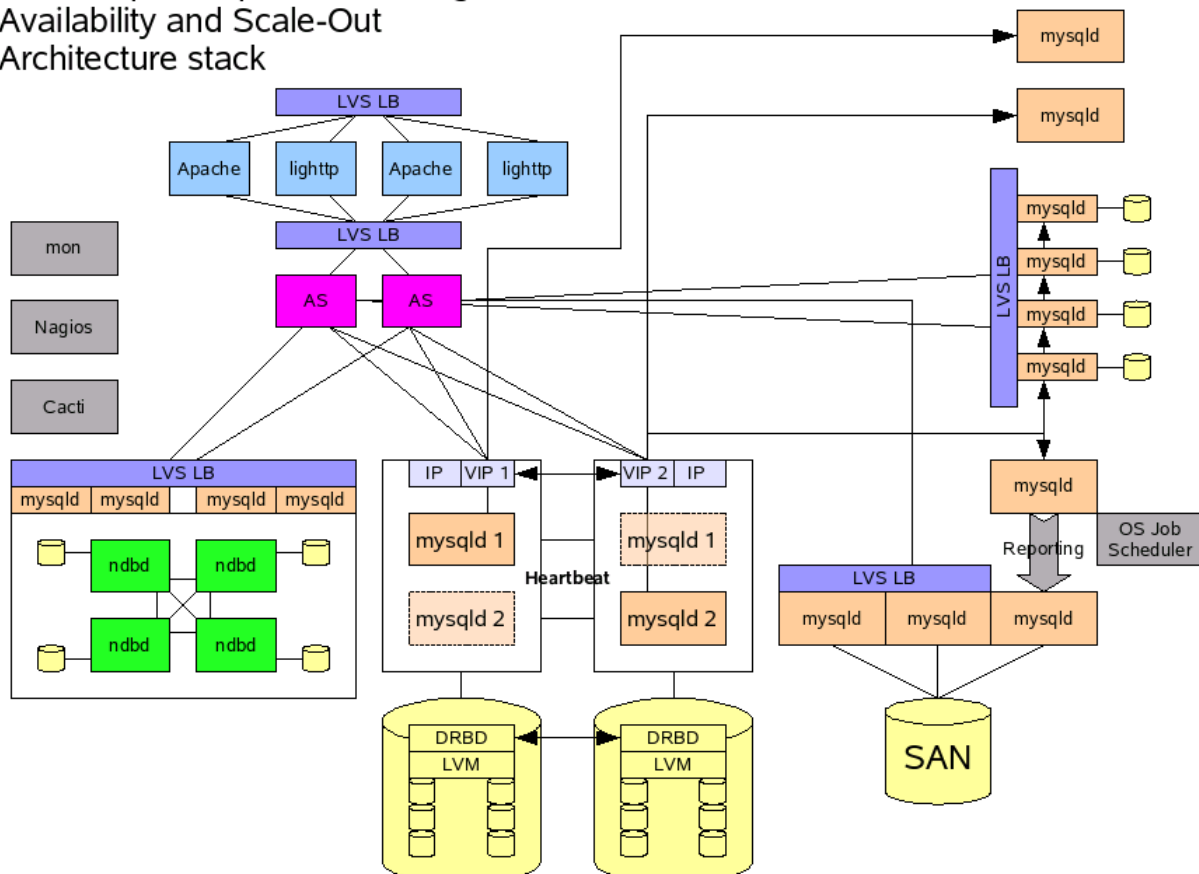 Availability and Scale-Out
Architecture stack
mysqld
mysqld
LVS LB
Apache
lighttp
Apache
lighttp
LVS LB
mon
AS
AS
Nagios
Cacti
LVS LB
mysqld
mysqld
mysqld
mysqld
LVS LB
mysqld
mysqld
mysqld
mysqld
ndbd
ndbd
ndbd
ndbd
IP
VIP 1
VIP 2
IP
mysqld 1
mysqld 1
Heartbeat
mysqld 2
mysqld 2
mysqld
Reporting
OS Job
Scheduler
LVS LB
mysqld
mysqld
mysqld
DRBD
LVM
DRBD
LVM
SAN